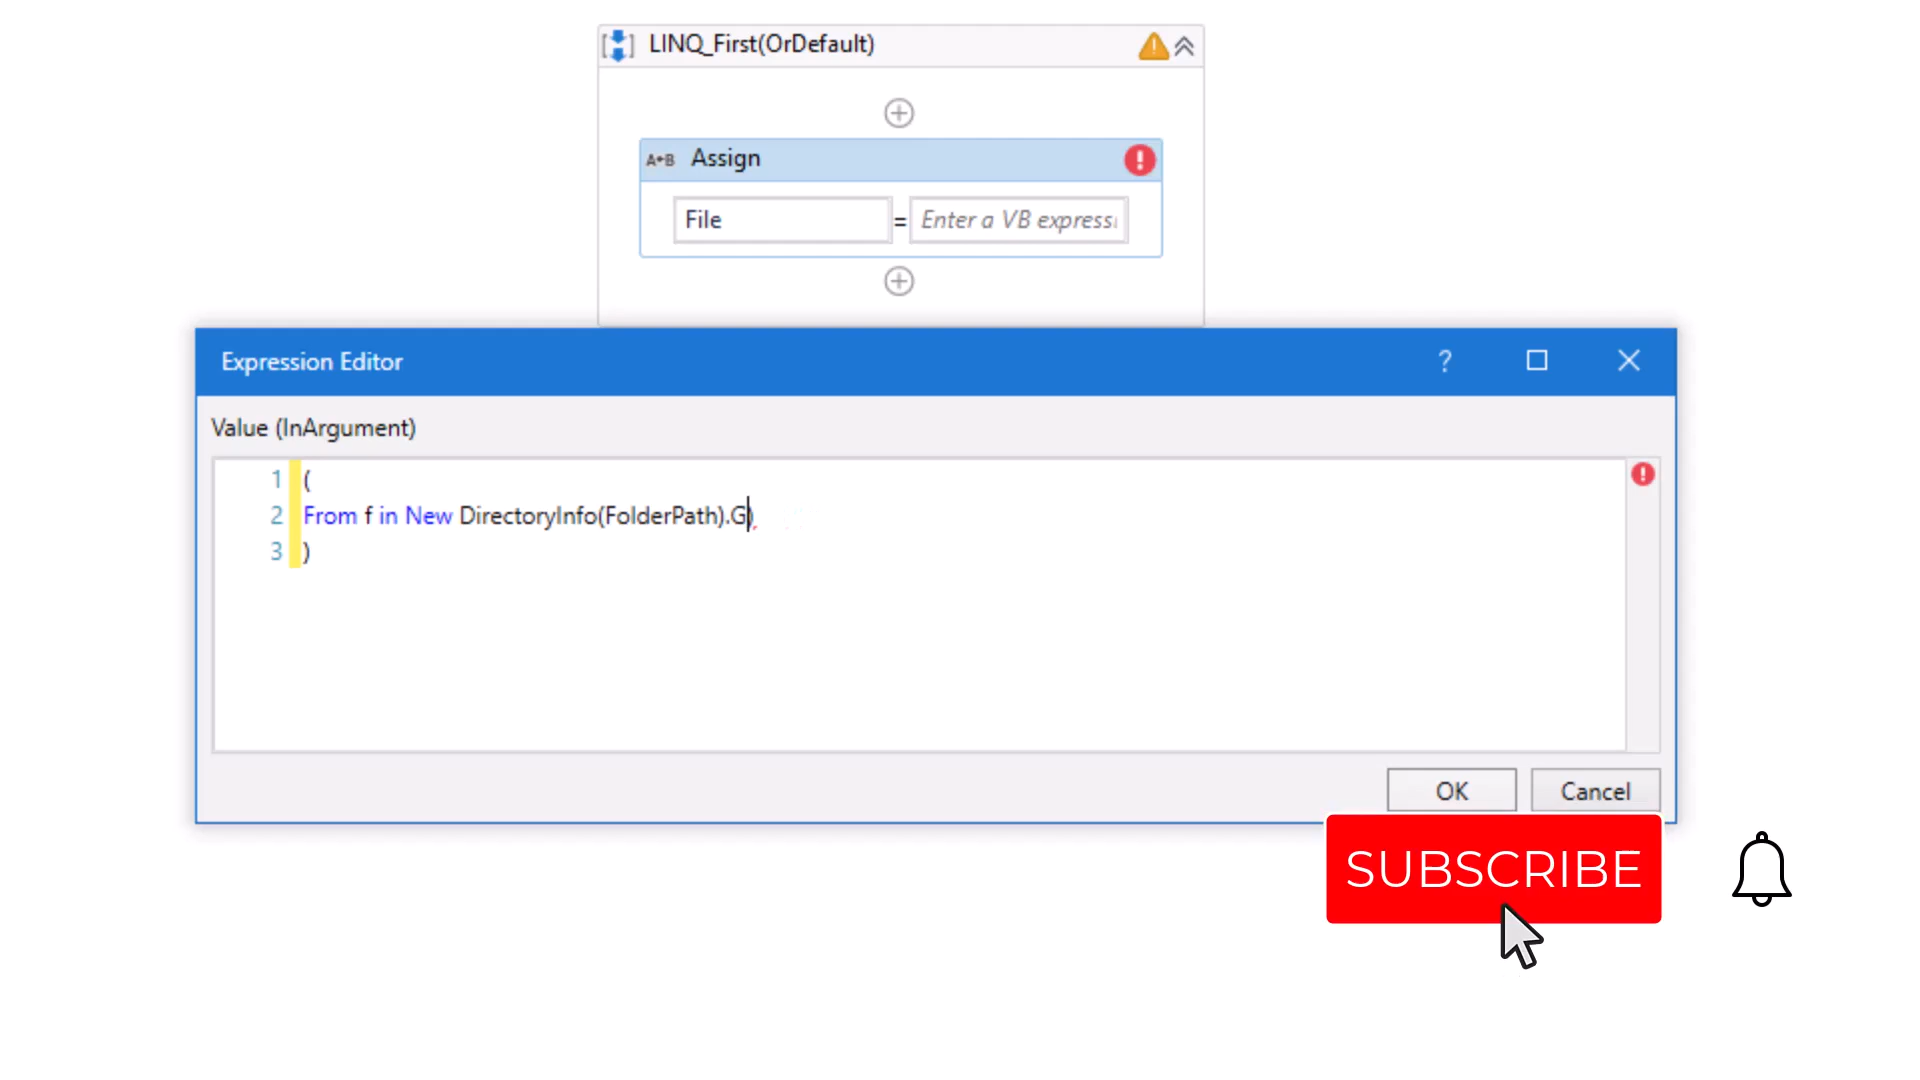 LINQ_First(OrDefault)
A+B Assign
File = Enter a VB expressi
Expression Editor ?
Value (InArgument)
1 (
2 From f in New DirectoryInfo(FolderPath).G)
3 )
OK Cancel
SUBSCRIBE